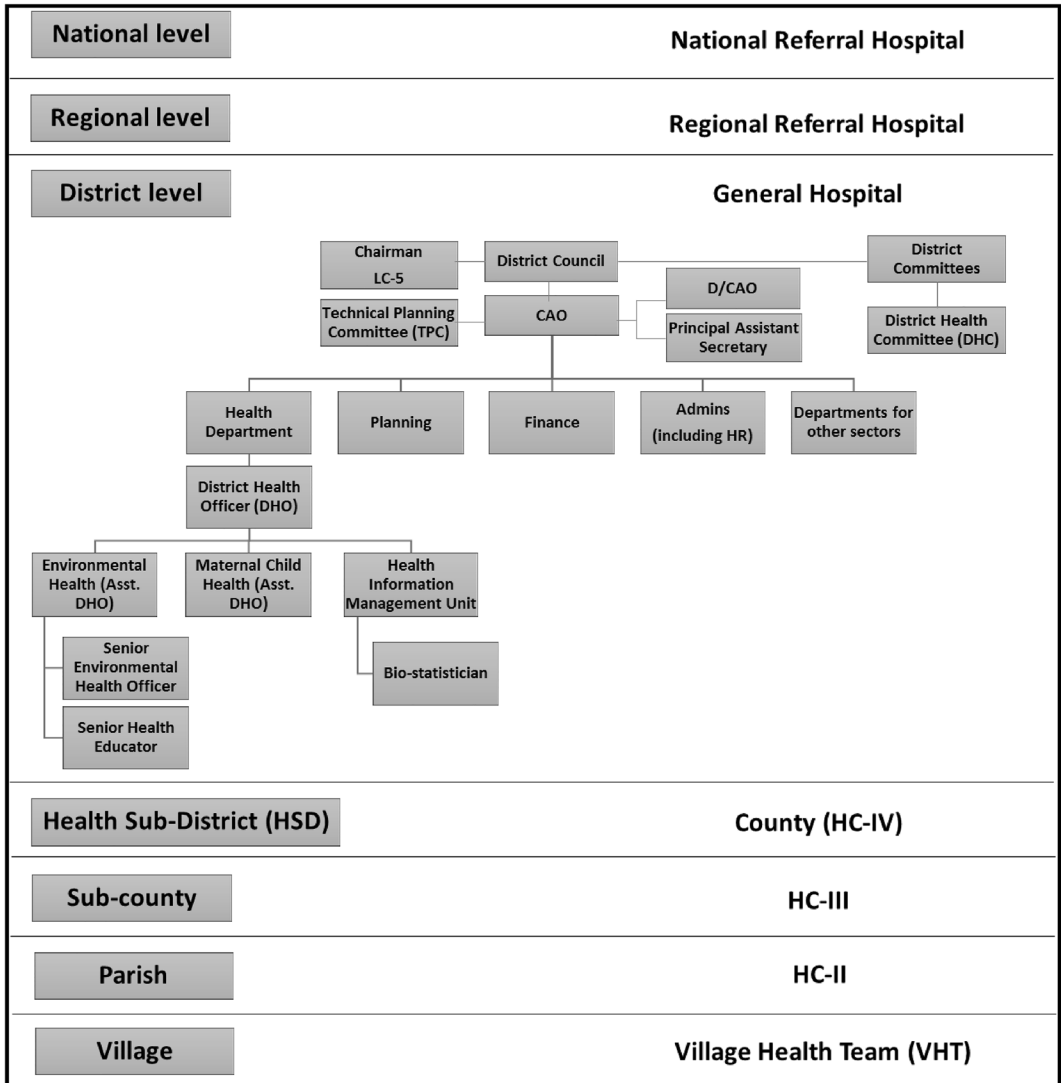 National level
National Referral Hospital
Regional level
Regional Referral Hospital
District level
General Hospital
Chairman
LC-5
District Council
District
Committees
Technical Planning
Committee (TPC)
CAO
D/CAO
Principal Assistant
Secretary
District Health
Committee (DHC)
Health
Department
Planning
Finance
Admins
(including HR)
Departments for
other sectors
District Health
Officer (DHO)
Environmental
Health (Asst.
DHO)
Maternal Child
Health (Asst.
DHO)
Health
Information
Management Unit
Senior
Environmental
Health Officer
Bio-statistician
Senior Health
Educator
Health Sub-District (HSD)
County (HC-IV)
Sub-county
HC-III
Parish
HC-II
Village
Village Health Team (VHT)